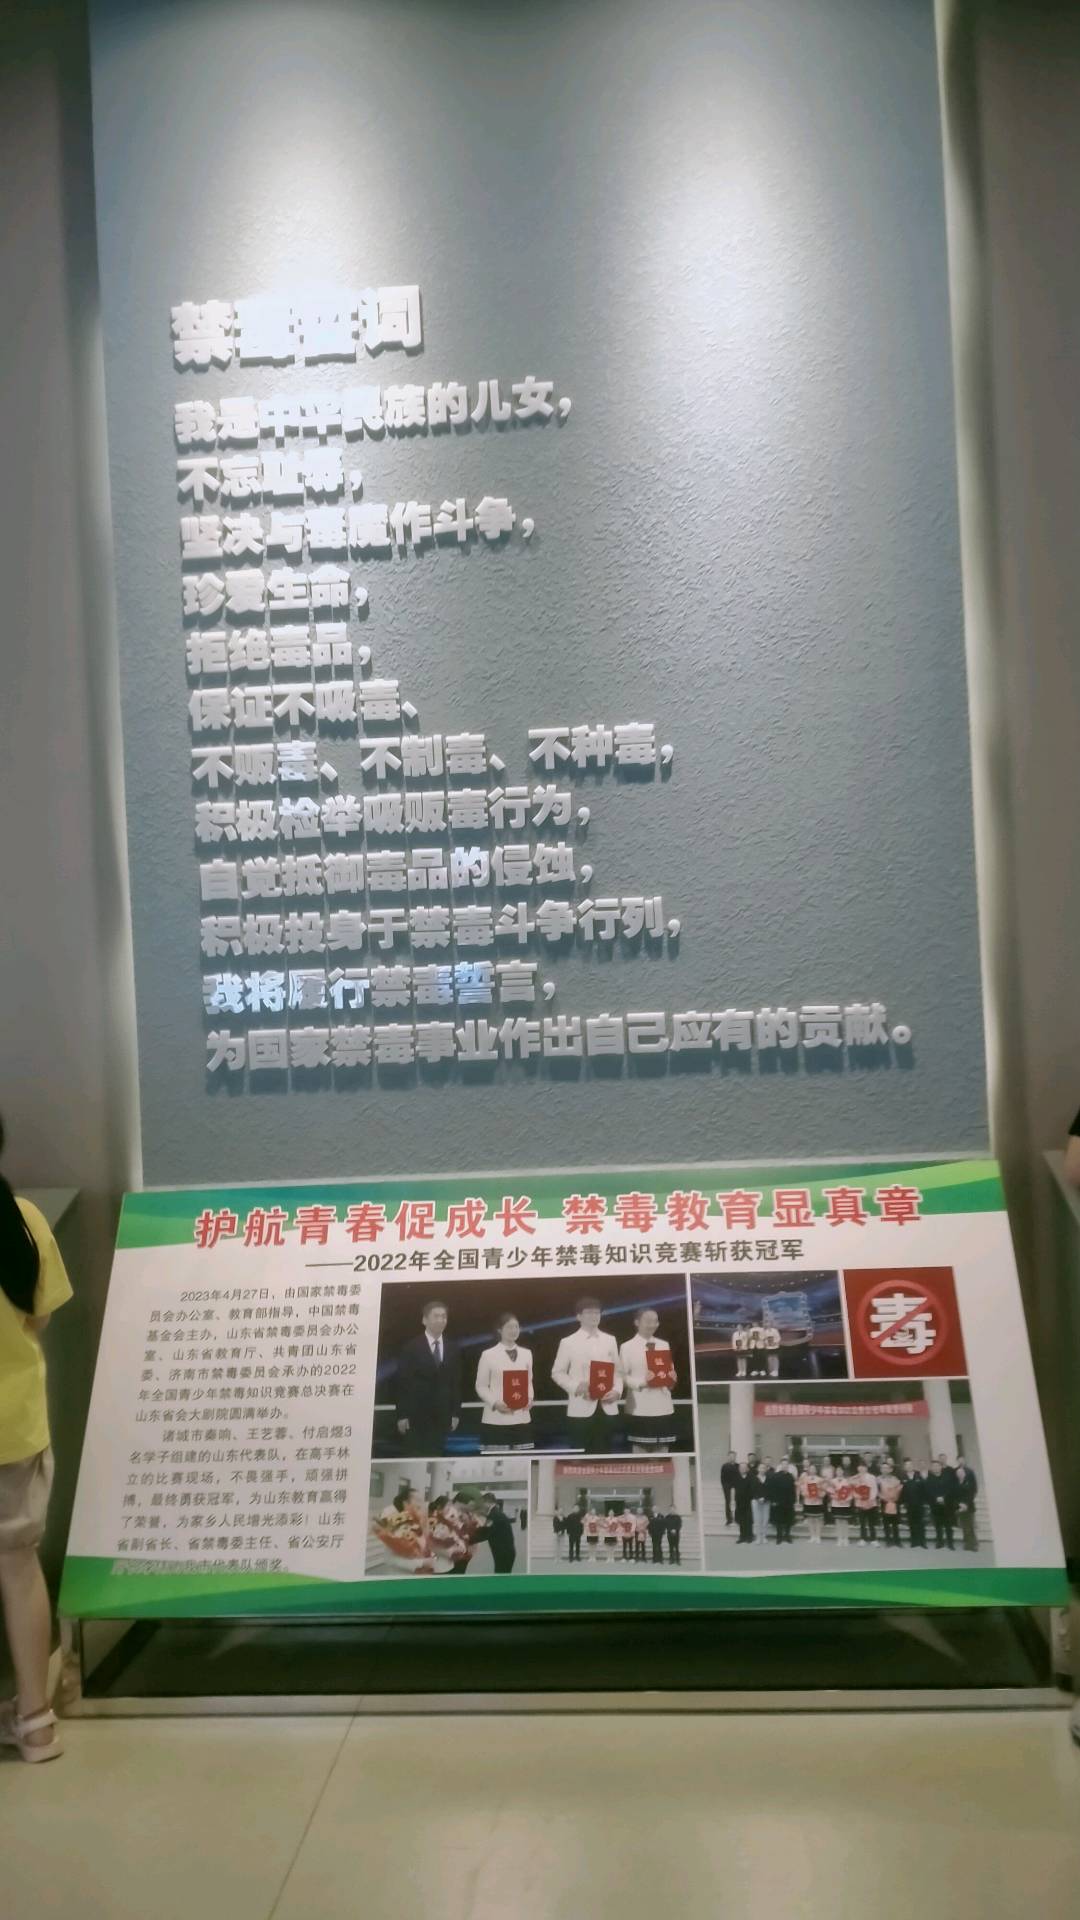 禁毒誓词
我是中华民族的儿女，
不忘耻辱，
坚决与毒魔作斗争，
珍爱生命，
拒绝毒品，
保证不吸毒、
不贩毒、不制毒、不种毒，
积极检举吸贩毒行为，
自觉抵御毒品的侵蚀，
积极投身于禁毒斗争行列，
我将履行禁毒誓言，
为国家禁毒事业作出自己应有的贡献。
护航青春促成长 禁毒教育显真章
——2022年全国青少年禁毒知识竞赛斩获冠军
2023年4月27日，由国家禁毒委
员会办公室、教育部指导，中国禁毒
基金会主办，山东省禁毒委员会办公
室、山东省教育厅、共青团山东省
委、济南市禁毒委员会承办的2022
年全国青少年禁毒知识竞赛总决赛在
山东省会大剧院圆满举办。
诸城市秦响、王艺蓉、付启煜3
名学子组建的山东代表队，在高手林
立的比赛现场，不畏强手，顽强拼
搏，最终勇获冠军，为山东教育赢得
了荣誉，为家乡人民增光添彩！山东
省副省长、省禁毒委主任、省公安厅
代表队颁奖。
证书
证书
证书
毒